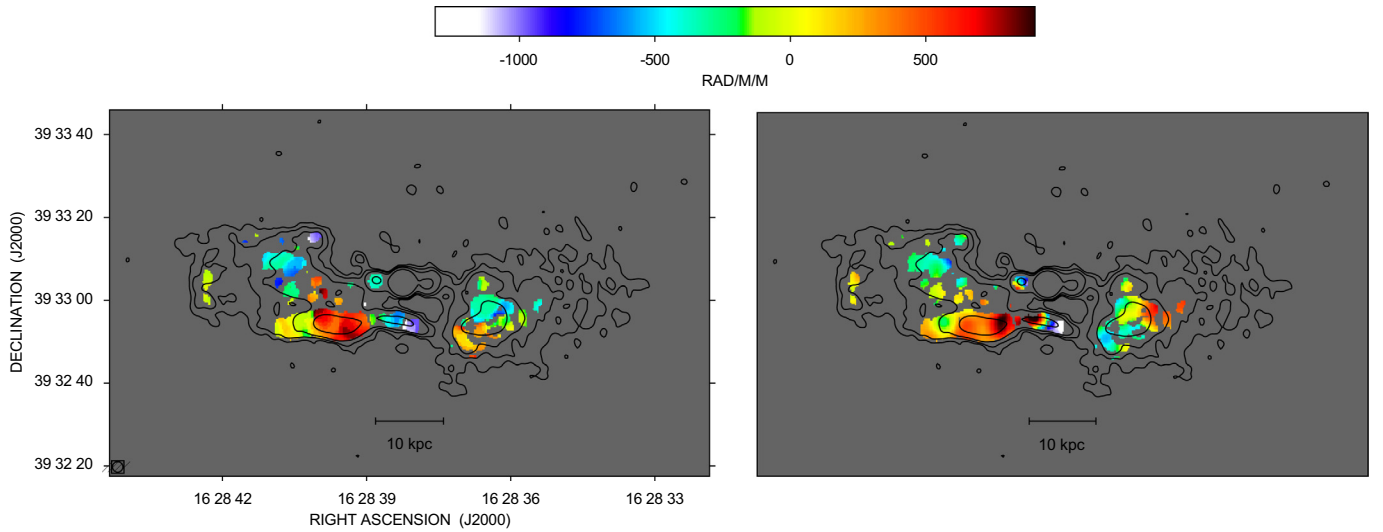 -1000 -500 0 500
RAD/M/M
39 33 40
39 33 20
39 33 00
39 32 40
39 32 20
DECLINATION (J2000)
10 kpc
10 kpc
16 28 42 16 28 39 16 28 36 16 28 33
RIGHT ASCENSION (J2000)